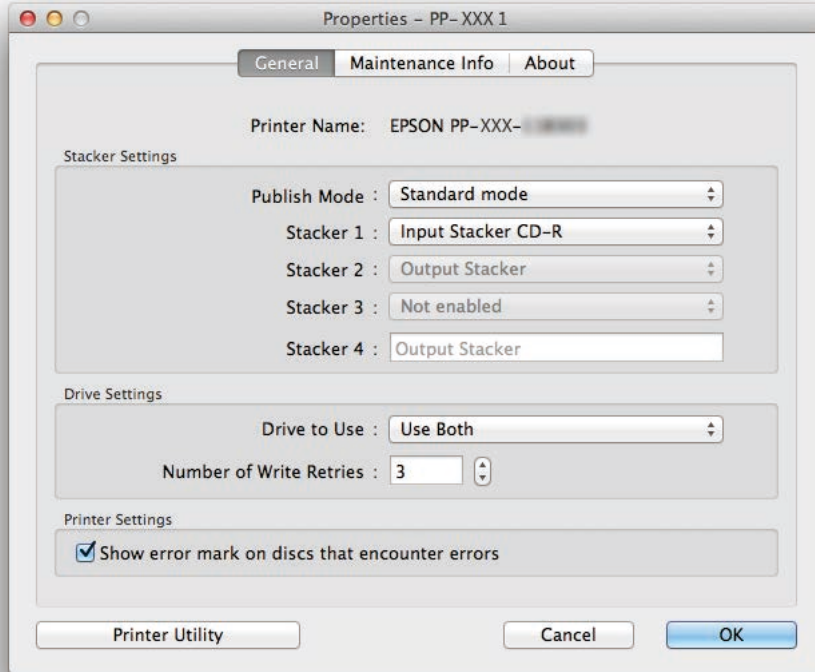 Properties – PP-XXX 1
General Maintenance Info About
Printer Name: EPSON PP-XXX-
Stacker Settings
Publish Mode : Standard mode
Stacker 1 : Input Stacker CD-R
Stacker 2 : Output Stacker
Stacker 3 : Not enabled
Stacker 4 : Output Stacker
Drive Settings
Drive to Use : Use Both
Number of Write Retries : 3
Printer Settings
Show error mark on discs that encounter errors
Printer Utility Cancel OK